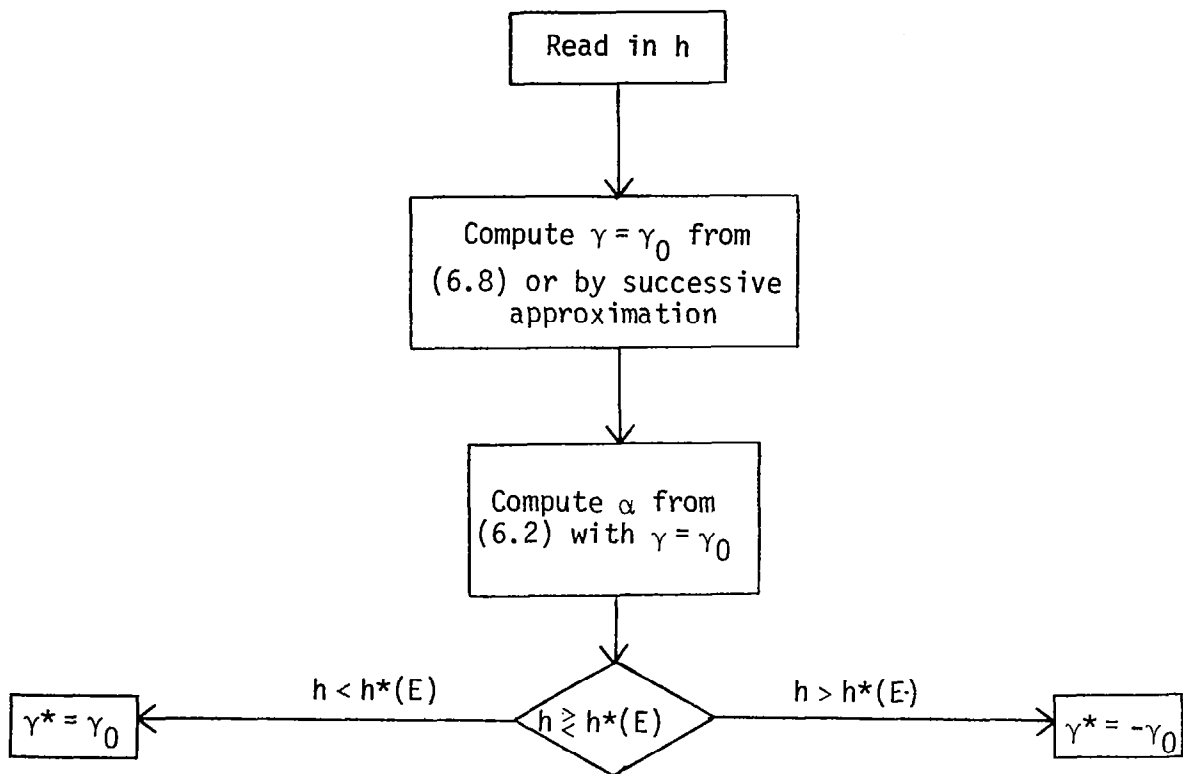 Read in h
Compute γ = γ₀ from
(6.8) or by successive
approximation
Compute α from
(6.2) with γ = γ₀
h < h*(E)
h > h*(E)
γ* = γ₀
h ≷ h*(E)
γ* = -γ₀